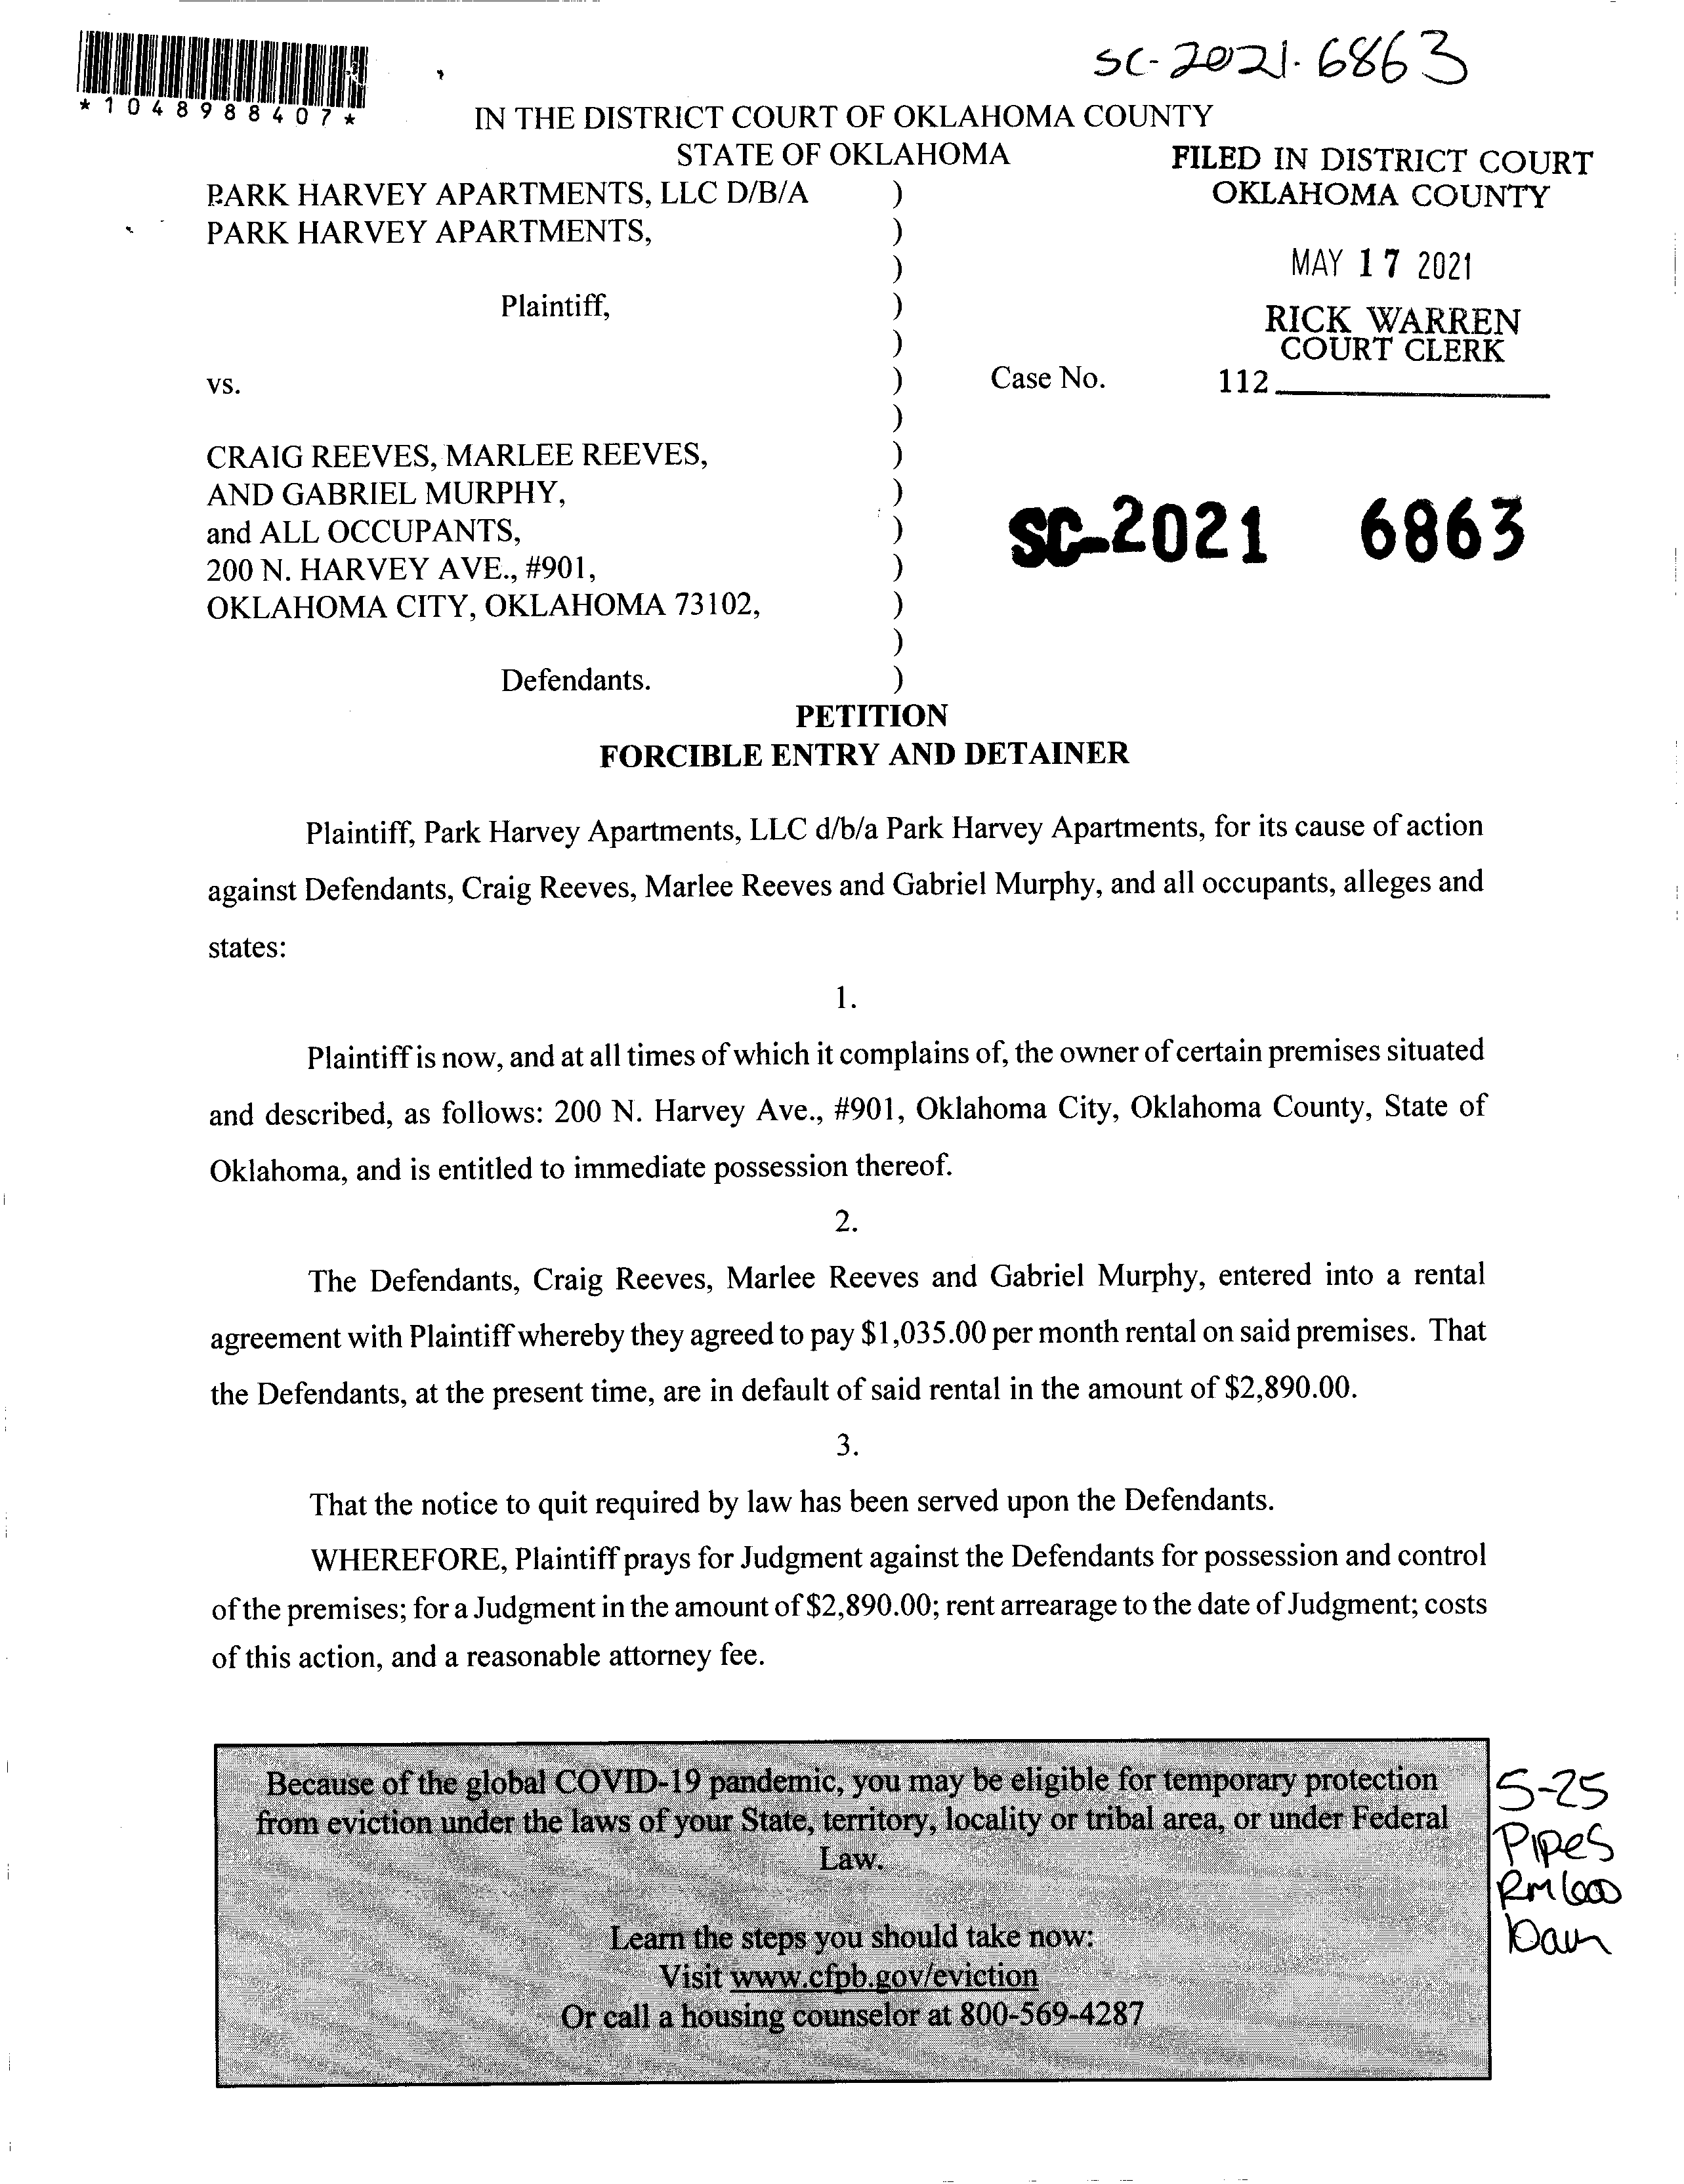 SC-2021-6863
*1048988407*
IN THE DISTRICT COURT OF OKLAHOMA COUNTY
STATE OF OKLAHOMA
FILED IN DISTRICT COURT
OKLAHOMA COUNTY
MAY 17 2021
RICK WARREN
COURT CLERK
112
PARK HARVEY APARTMENTS, LLC D/B/A )
PARK HARVEY APARTMENTS, )
)
Plaintiff, )
)
vs. ) Case No.
)
CRAIG REEVES, MARLEE REEVES, )
AND GABRIEL MURPHY, )
and ALL OCCUPANTS, )
200 N. HARVEY AVE., #901, )
OKLAHOMA CITY, OKLAHOMA 73102, )
)
Defendants. )
SC-2021 6863
PETITION
FORCIBLE ENTRY AND DETAINER
Plaintiff, Park Harvey Apartments, LLC d/b/a Park Harvey Apartments, for its cause of action
against Defendants, Craig Reeves, Marlee Reeves and Gabriel Murphy, and all occupants, alleges and
states:
1.
Plaintiff is now, and at all times of which it complains of, the owner of certain premises situated
and described, as follows: 200 N. Harvey Ave., #901, Oklahoma City, Oklahoma County, State of
Oklahoma, and is entitled to immediate possession thereof.
2.
The Defendants, Craig Reeves, Marlee Reeves and Gabriel Murphy, entered into a rental
agreement with Plaintiff whereby they agreed to pay $1,035.00 per month rental on said premises. That
the Defendants, at the present time, are in default of said rental in the amount of $2,890.00.
3.
That the notice to quit required by law has been served upon the Defendants.
WHEREFORE, Plaintiff prays for Judgment against the Defendants for possession and control
of the premises; for a Judgment in the amount of $2,890.00; rent arrearage to the date of Judgment; costs
of this action, and a reasonable attorney fee.
Because of the global COVID-19 pandemic, you may be eligible for temporary protection
from eviction under the laws of your State, territory, locality or tribal area, or under Federal
Law.
Learn the steps you should take now:
Visit www.cfpb.gov/eviction
Or call a housing counselor at 800-569-4287
5-25
Pipes
Rm 600